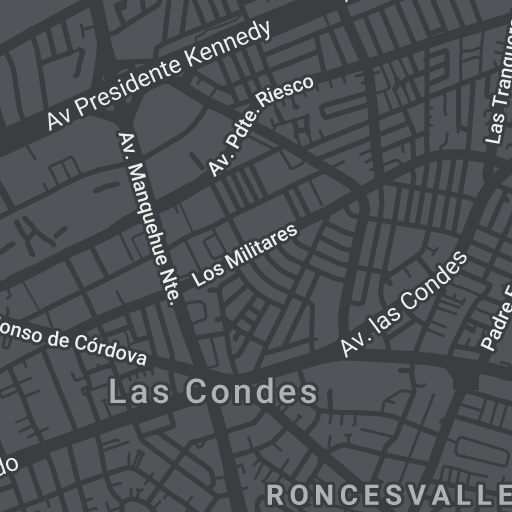 Av Presidente Kennedy
Av. Pdte. Riesco
Las Tranquer
Av. Manquehue Nte.
Los Militares
Av. las Condes
Padre E
onso de Córdova
Las Condes
do
RONCESVALLE